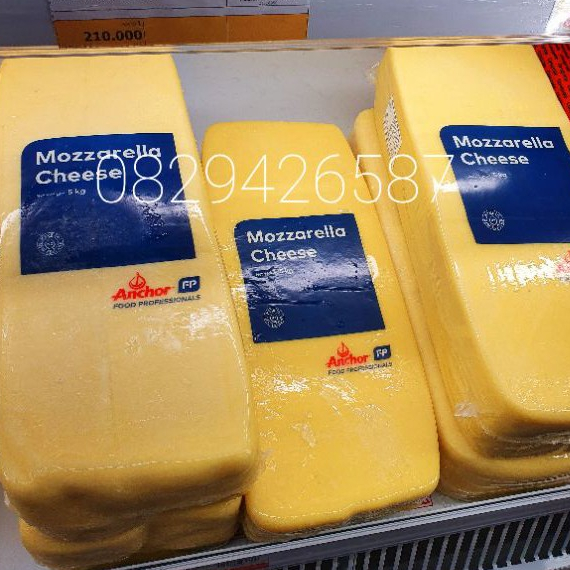 210.000
0829426587
Mozzarella
Cheese
5 kg
Anchor
FP
FOOD PROFESSIONALS
Mozzarella
Cheese
5kg
Anchor
FP
FOOD PROFESSIONALS
Mozzarella
Cheese